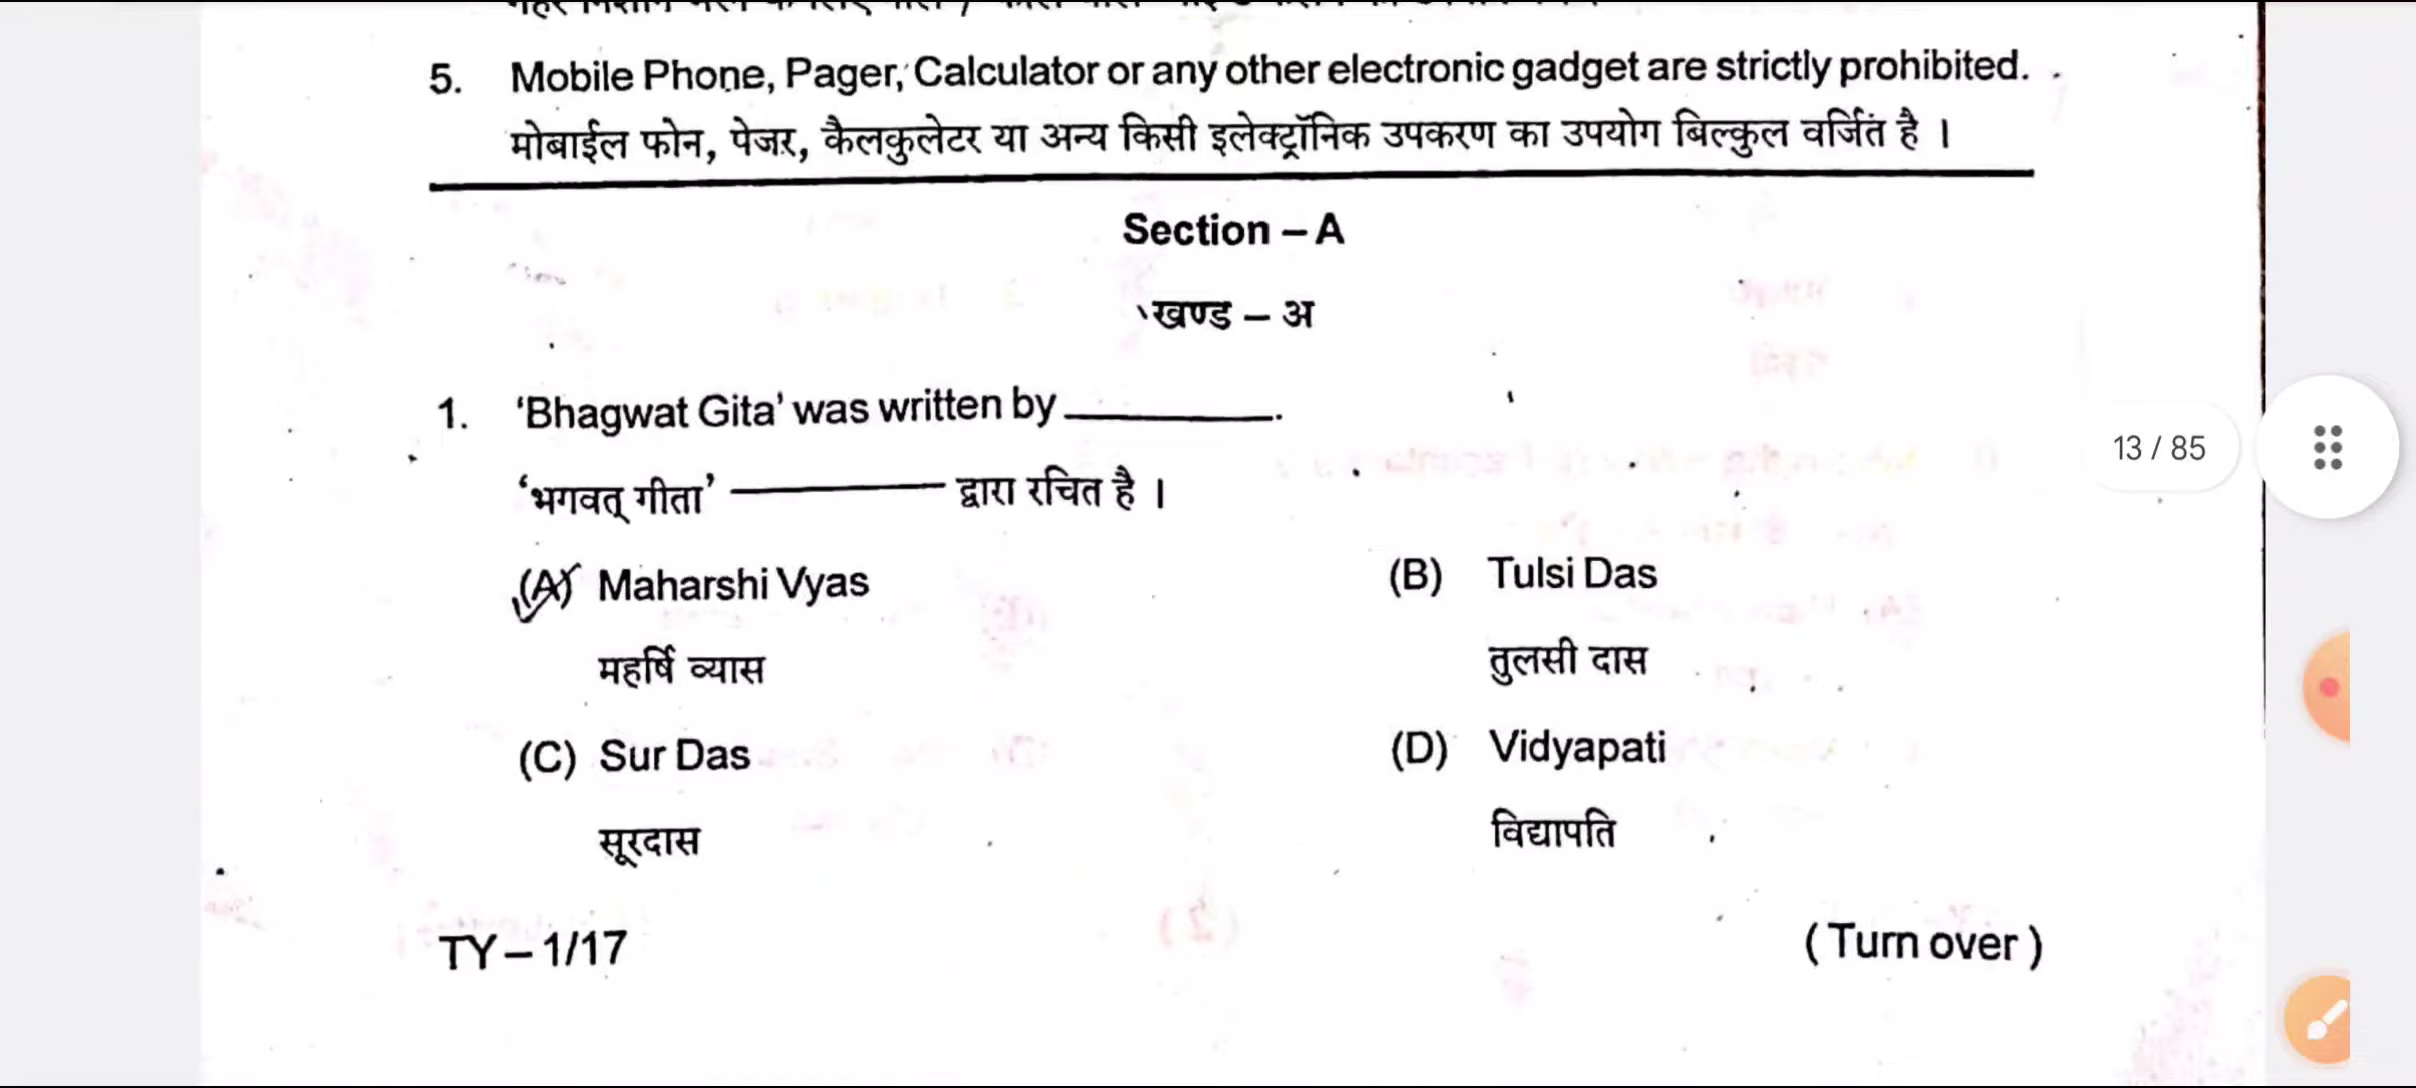 5. Mobile Phone, Pager, Calculator or any other electronic gadget are strictly prohibited.
मोबाईल फोन, पेजर, कैलकुलेटर या अन्य किसी इलेक्ट्रॉनिक उपकरण का उपयोग बिल्कुल वर्जित है ।
Section – A
खण्ड – अ
1. ‘Bhagwat Gita’ was written by ________.
‘भगवत् गीता’ ________ द्वारा रचित है ।
(A) Maharshi Vyas (B) Tulsi Das
महर्षि व्यास तुलसी दास
(C) Sur Das (D) Vidyapati
सूरदास विद्यापति
TY – 1/17 ( Turn over )
13 / 85